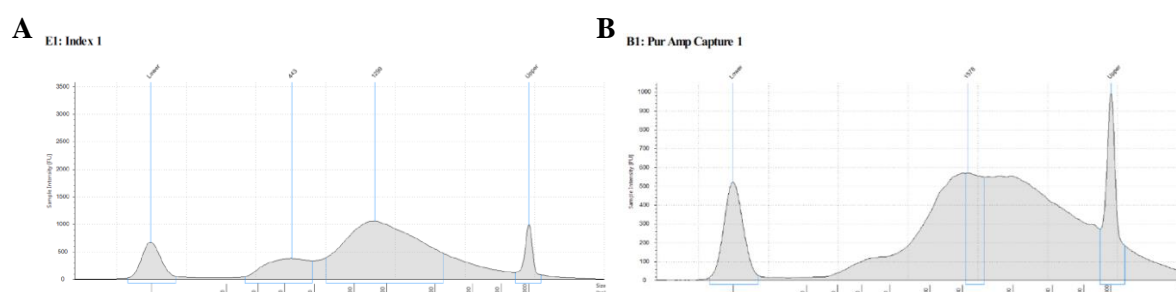 A
E1: Index 1
Lower
443
1290
Upper
3500
3000
2500
2000
1500
1000
500
0
Sample Intensity [FU]
B
B1: Pur Amp Capture 1
Lower
1578
Upper
1000
900
800
700
600
500
400
300
200
100
0
Sample Intensity [FU]